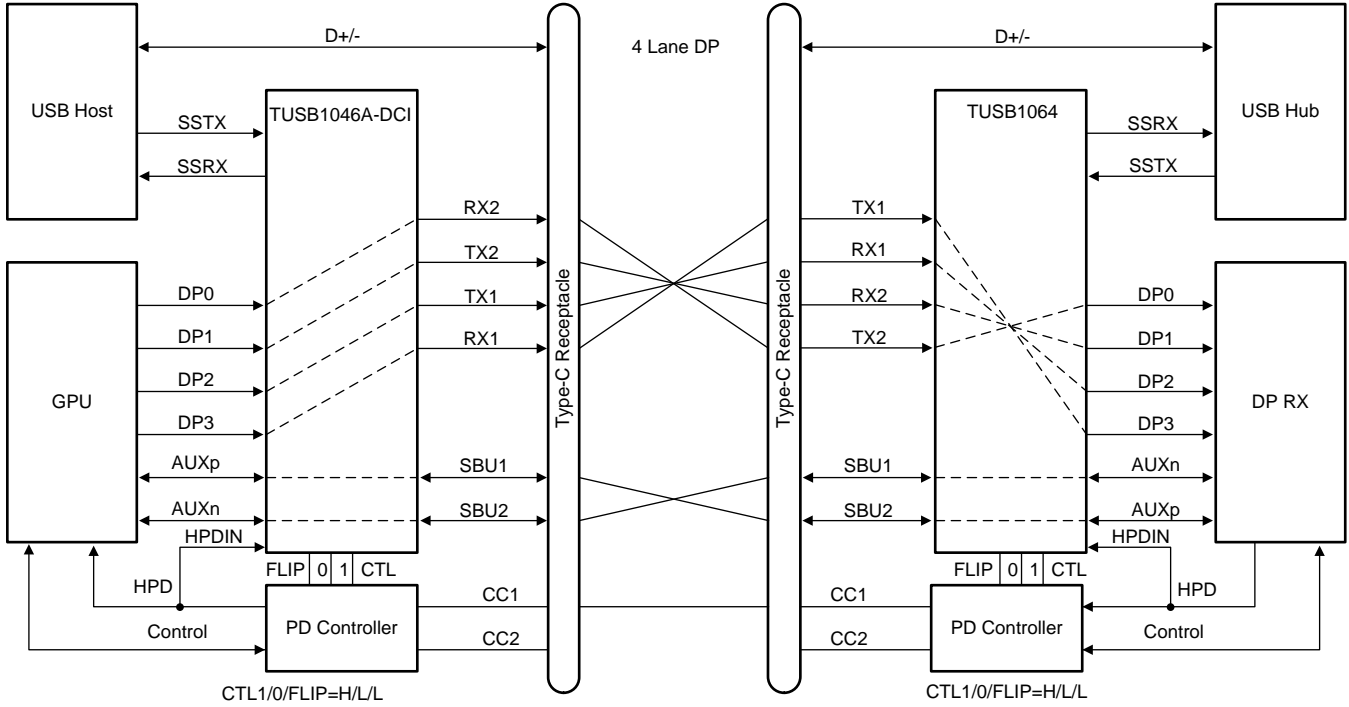 D+/-
4 Lane DP
D+/-
USB Host
TUSB1046A-DCI
TUSB1064
USB Hub
SSTX
SSRX
SSRX
SSTX
RX2
TX2
TX1
RX1
Type-C Receptacle
Type-C Receptacle
TX1
RX1
RX2
TX2
GPU
DP0
DP1
DP2
DP3
AUXp
AUXn
SBU1
SBU2
SBU1
SBU2
DP0
DP1
DP2
DP3
AUXn
AUXp
DP RX
HPDIN
HPDIN
FLIP 0 1 CTL
FLIP 0 1 CTL
HPD
HPD
Control
PD Controller
CC1
CC2
CC1
CC2
PD Controller
Control
CTL1/0/FLIP=H/L/L
CTL1/0/FLIP=H/L/L